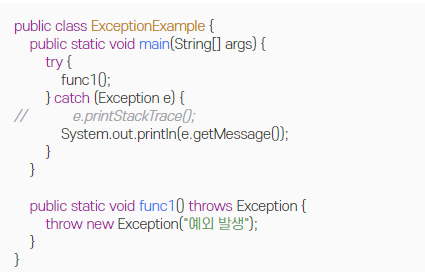 public class ExceptionExample {
    public static void main(String[] args) {
        try {
            func1();
        } catch (Exception e) {
//            e.printStackTrace();
            System.out.println(e.getMessage());
        }
    }

    public static void func1() throws Exception {
        throw new Exception("예외 발생");
    }
}